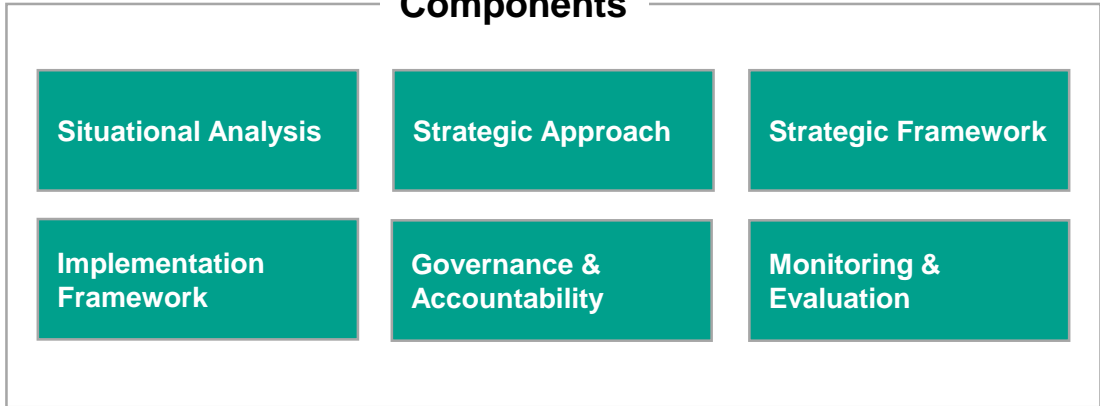 Components
Situational Analysis
Strategic Approach
Strategic Framework
Implementation
Framework
Governance &
Accountability
Monitoring &
Evaluation